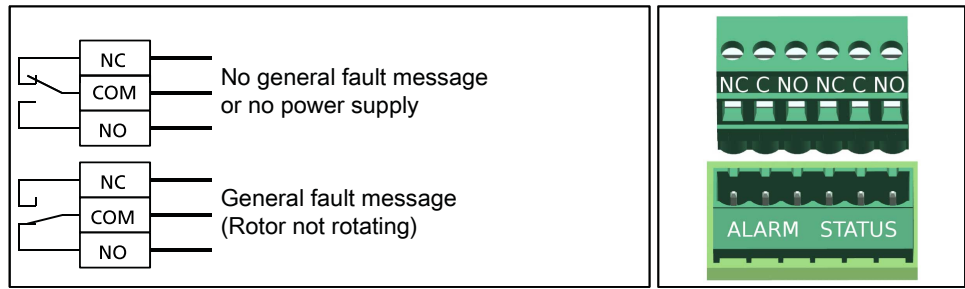 NC
COM
NO
No general fault message
or no power supply
NC
COM
NO
General fault message
(Rotor not rotating)
NC C NO NC C NO
ALARM STATUS